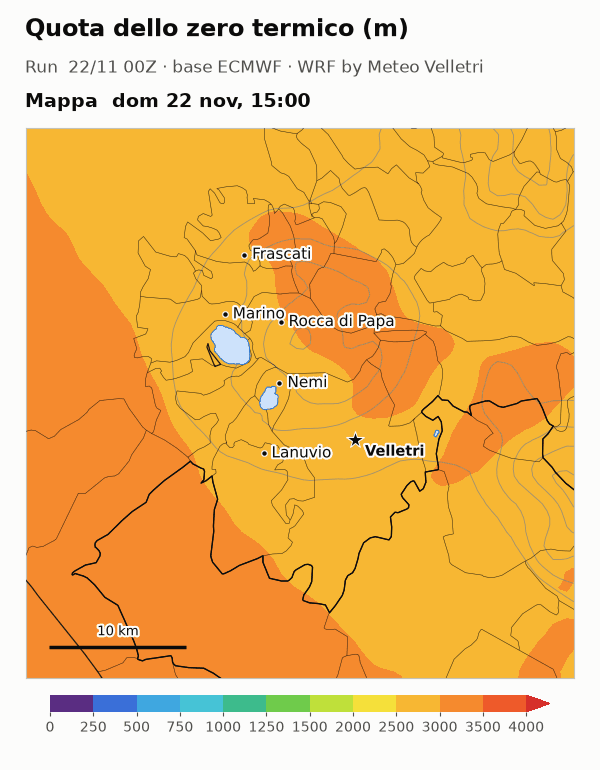 Quota dello zero termico (m)
Run  22/11 00Z · base ECMWF · WRF by Meteo Velletri
Mappa  dom 22 nov, 15:00
Frascati
Marino
Rocca di Papa
Nemi
Velletri
Lanuvio
10 km
0 250 500 750 1000 1250 1500 2000 2500 3000 3500 4000